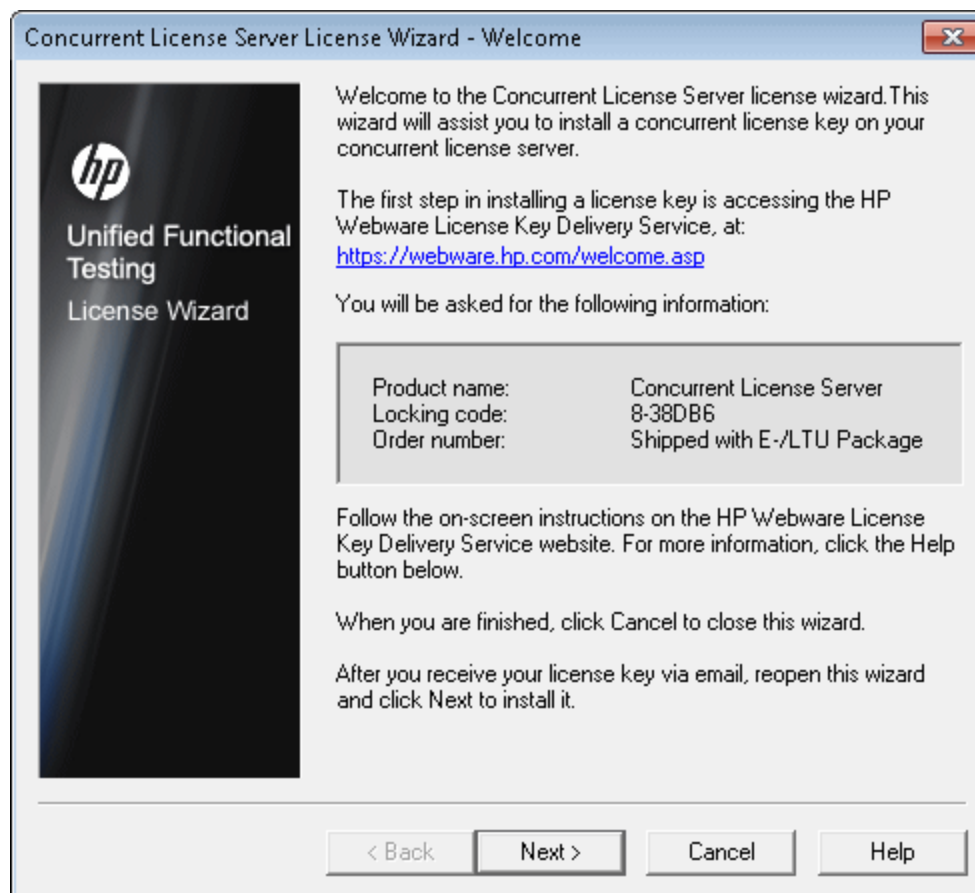 Concurrent License Server License Wizard - Welcome
hp
Unified Functional
Testing
License Wizard
Welcome to the Concurrent License Server license wizard.This
wizard will assist you to install a concurrent license key on your
concurrent license server.
The first step in installing a license key is accessing the HP
Webware License Key Delivery Service, at:
https://webware.hp.com/welcome.asp
You will be asked for the following information:
Product name: Concurrent License Server
Locking code: 8-38DB6
Order number: Shipped with E-/LTU Package
Follow the on-screen instructions on the HP Webware License
Key Delivery Service website. For more information, click the Help
button below.
When you are finished, click Cancel to close this wizard.
After you receive your license key via email, reopen this wizard
and click Next to install it.
< Back Next > Cancel Help